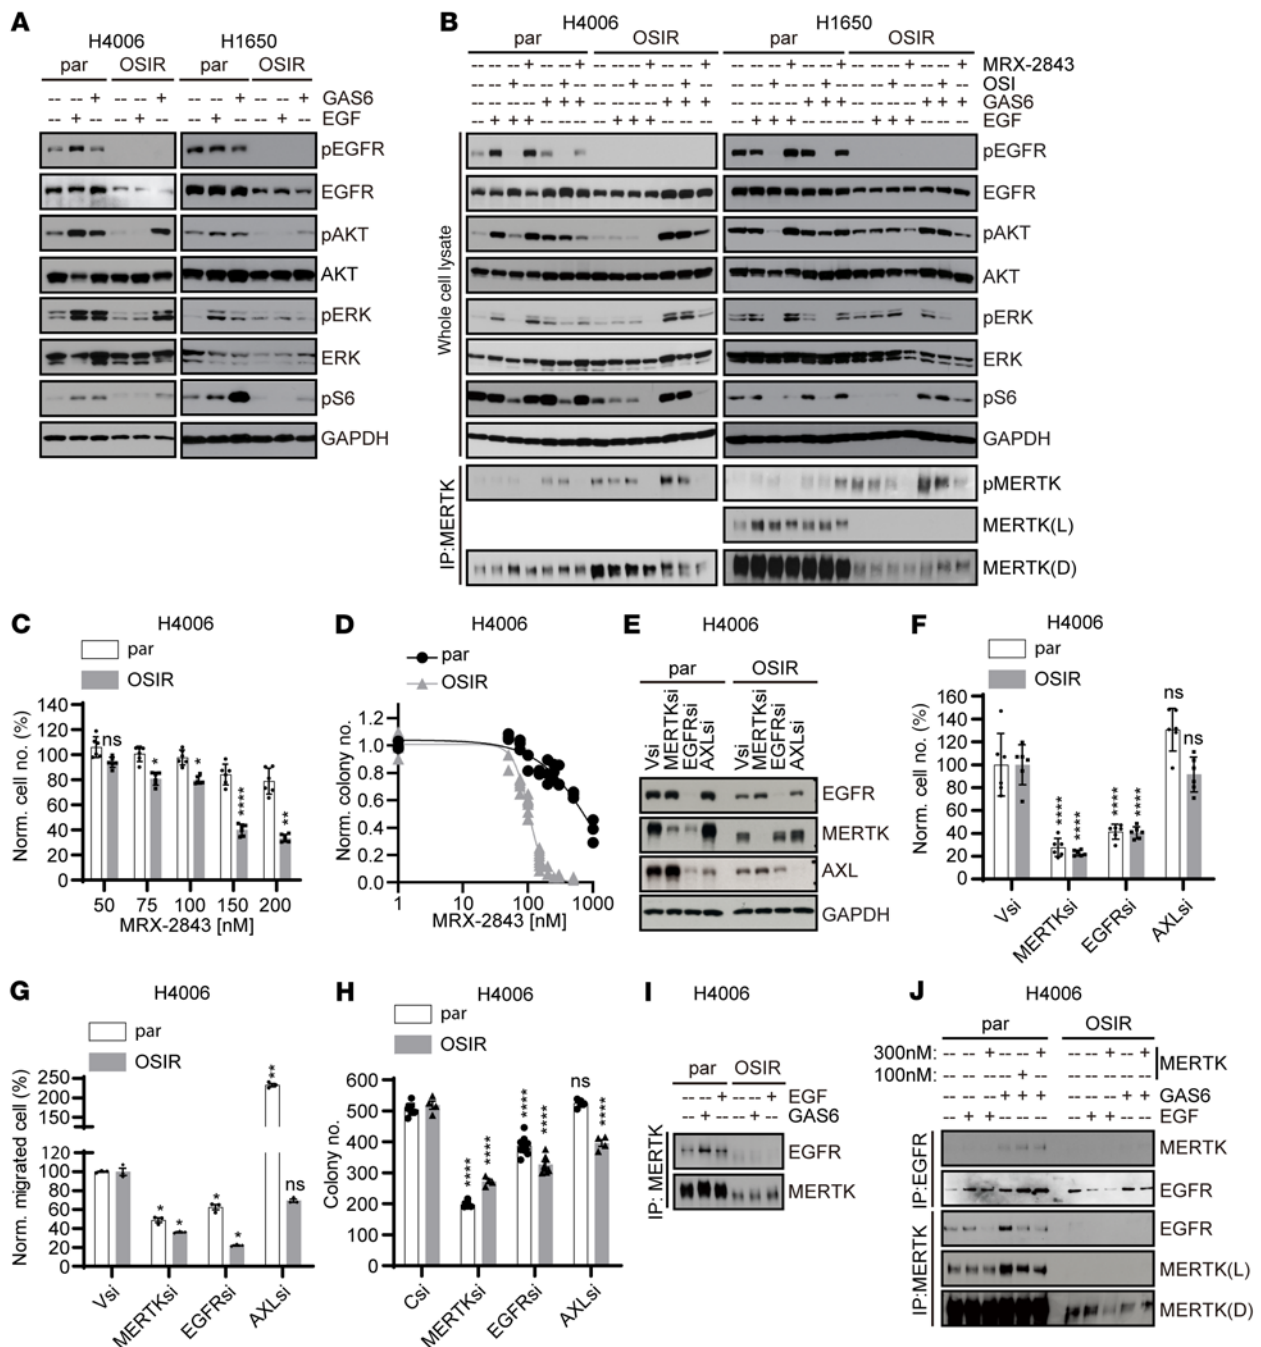 A
H4006 H1650
par OSIR par OSIR
-- -- + -- -- + -- -- + -- -- + GAS6
-- + -- -- + -- -- + -- -- + -- EGF
pEGFR
EGFR
pAKT
AKT
pERK
ERK
pS6
GAPDH
B
H4006 H1650
par OSIR par OSIR
MRX-2843
OSI
GAS6
EGF
Whole cell lysate
pEGFR
EGFR
pAKT
AKT
pERK
ERK
pS6
GAPDH
IP:MERTK
pMERTK
MERTK(L)
MERTK(D)
C
H4006
par
OSIR
Norm. cell no. (%)
140
120
100
80
60
40
20
0
ns * * **** **
50 75 100 150 200
MRX-2843 [nM]
D
H4006
par
OSIR
Norm. colony no.
1.2
1.0
0.8
0.6
0.4
0.2
0.0
1 10 100 1000
MRX-2843 [nM]
E
H4006
par OSIR
Vsi MERTKsi EGFRsi AXLsi Vsi MERTKsi EGFRsi AXLsi
EGFR
MERTK
AXL
GAPDH
F
H4006
par
OSIR
Norm. cell no. (%)
160
140
120
100
80
60
40
20
0
**** **** **** **** ns ns
Vsi MERTKsi EGFRsi AXLsi
G
H4006
par
OSIR
Norm. migrated cell (%)
250
200
150
120
100
80
60
40
20
0
* * * * ** ns
Vsi MERTKsi EGFRsi AXLsi
H
H4006
par
OSIR
Colony no.
600
500
400
300
200
100
0
**** **** **** **** ns ****
Csi MERTKsi EGFRsi AXLsi
I
H4006
par OSIR
-- -- + -- -- + EGF
-- + -- -- + -- GAS6
IP: MERTK
EGFR
MERTK
J
H4006
par OSIR
300nM:
100nM:
MERTK
GAS6
EGF
IP:EGFR
MERTK
EGFR
IP:MERTK
EGFR
MERTK(L)
MERTK(D)